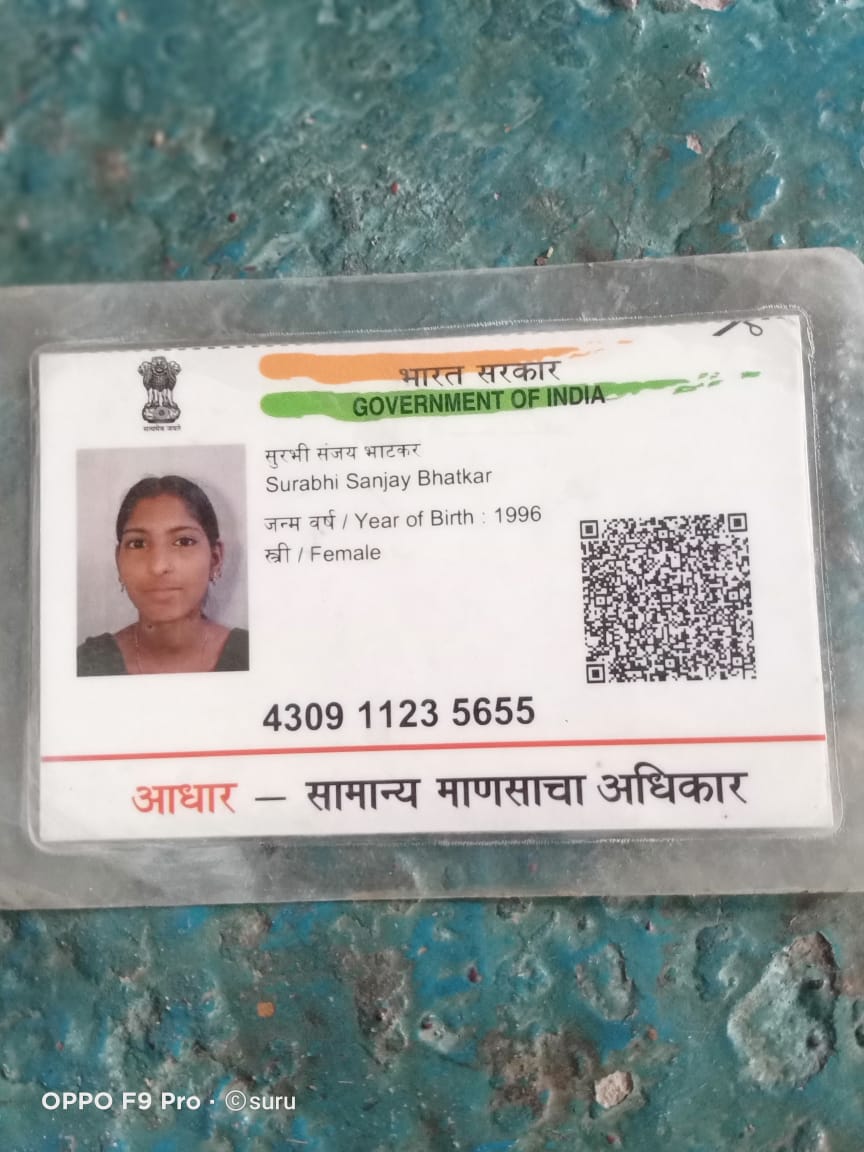 सत्यमेव जयते
भारत सरकार
GOVERNMENT OF INDIA
सुरभी संजय भाटकर
Surabhi Sanjay Bhatkar
जन्म वर्ष / Year of Birth : 1996
स्त्री / Female
4309 1123 5655
आधार – सामान्य माणसाचा अधिकार
OPPO F9 Pro · ©suru